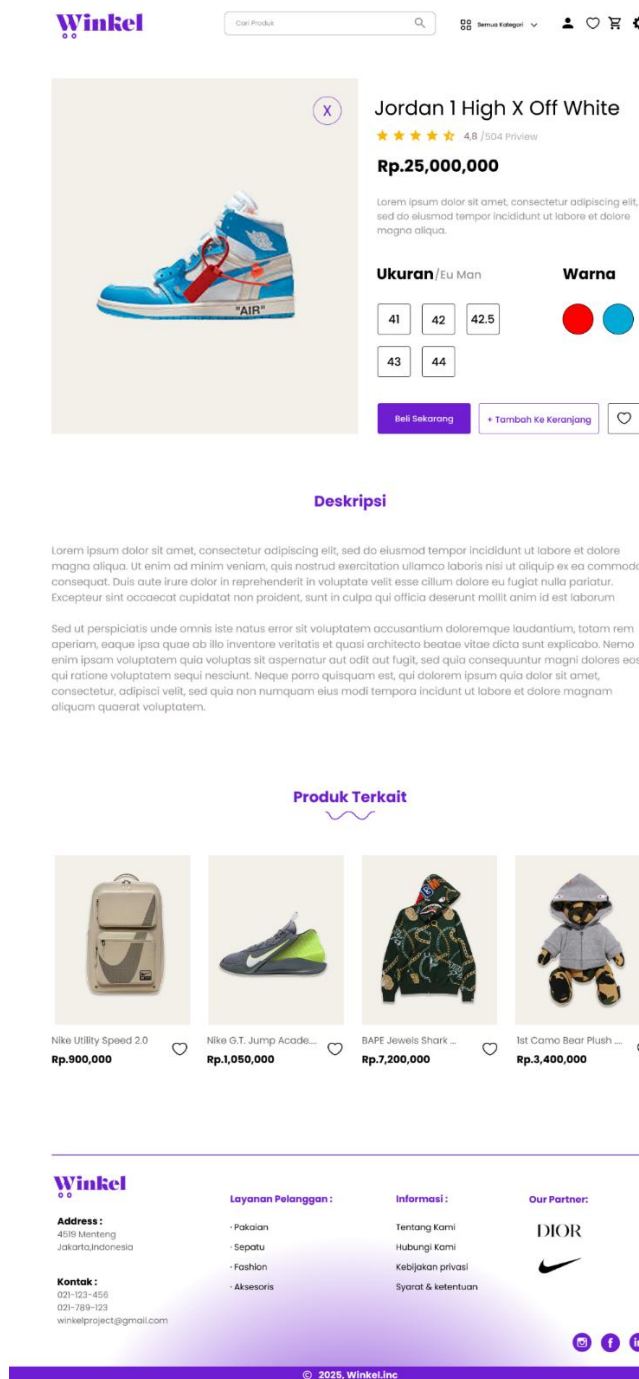 Winkel
Cari Produk
Semua Kategori
X
Jordan 1 High X Off White
4,8 /504 Priview
Rp.25,000,000
Lorem ipsum dolor sit amet, consectetur adipiscing elit,
sed do eiusmod tempor incididunt ut labore et dolore
magna aliqua.
Ukuran/Eu Man
Warna
41 42 42.5
43 44
"AIR"
Beli Sekarang
+ Tambah Ke Keranjang
Deskripsi
Lorem ipsum dolor sit amet, consectetur adipiscing elit, sed do eiusmod tempor incididunt ut labore et dolore
magna aliqua. Ut enim ad minim veniam, quis nostrud exercitation ullamco laboris nisi ut aliquip ex ea commodo
consequat. Duis aute irure dolor in reprehenderit in voluptate velit esse cillum dolore eu fugiat nulla pariatur.
Excepteur sint occaecat cupidatat non proident, sunt in culpa qui officia deserunt mollit anim id est laborum
Sed ut perspiciatis unde omnis iste natus error sit voluptatem accusantium doloremque laudantium, totam rem
aperiam, eaque ipsa quae ab illo inventore veritatis et quasi architecto beatae vitae dicta sunt explicabo. Nemo
enim ipsam voluptatem quia voluptas sit aspernatur aut odit aut fugit, sed quia consequuntur magni dolores eos
qui ratione voluptatem sequi nesciunt. Neque porro quisquam est, qui dolorem ipsum quia dolor sit amet,
consectetur, adipisci velit, sed quia non numquam eius modi tempora incidunt ut labore et dolore magnam
aliquam quaerat voluptatem.
Produk Terkait
Nike Utility Speed 2.0
Rp.900,000
Nike G.T. Jump Acade....
Rp.1,050,000
BAPE Jewels Shark ...
Rp.7,200,000
1st Camo Bear Plush ....
Rp.3,400,000
Winkel
Address :
4519 Menteng
Jakarta,Indonesia
Kontak :
021-123-456
021-789-123
winkelproject@gmail.com
Layanan Pelanggan :
· Pakaian
· Sepatu
· Fashion
· Aksesoris
Informasi :
Tentang Kami
Hubungi Kami
Kebijakan privasi
Syarat & ketentuan
Our Partner:
DIOR
© 2025, Winkel.inc